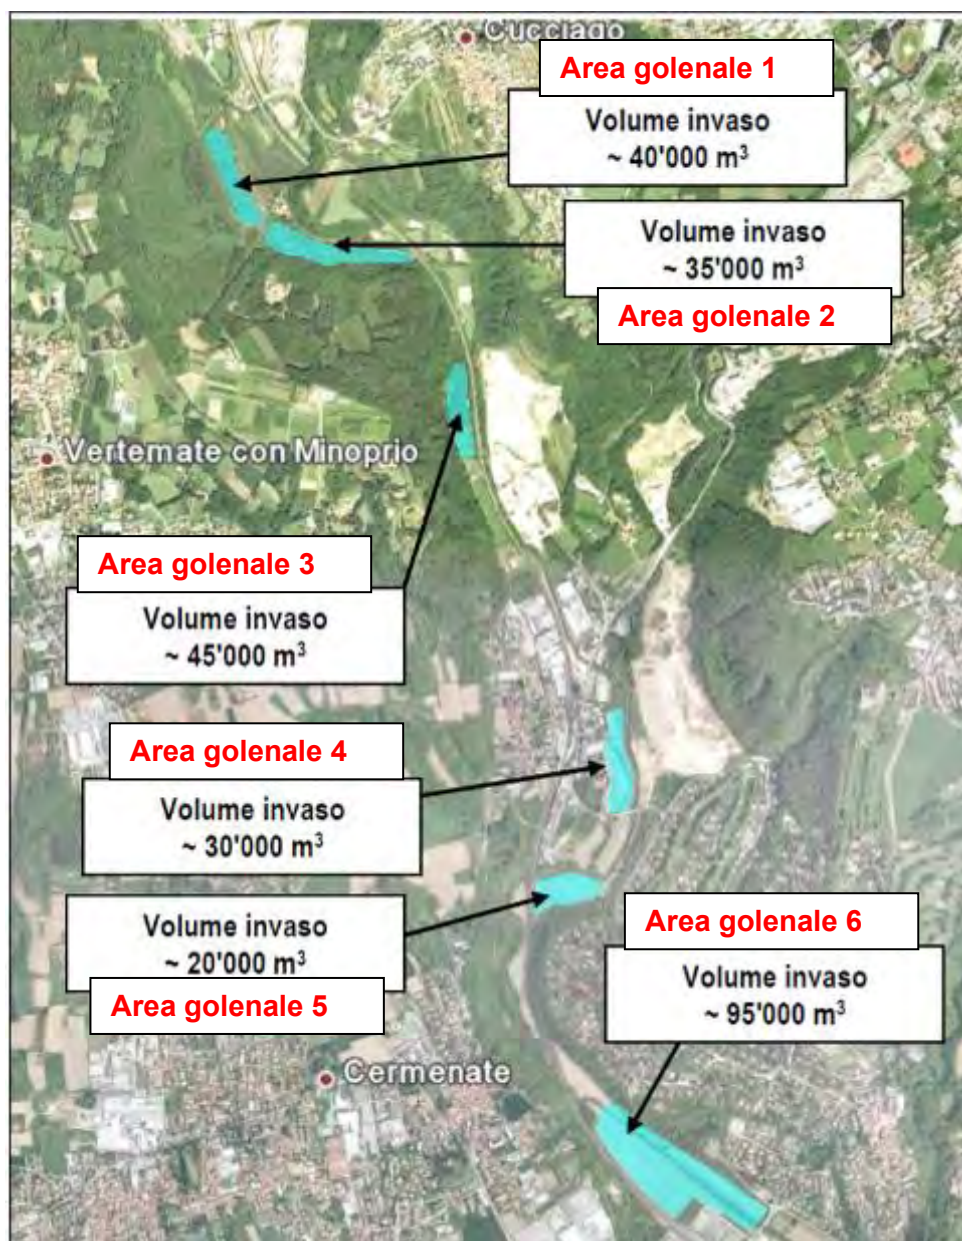 Cucciago
Area golenale 1
Volume invaso
~ 40'000 m³
Volume invaso
~ 35'000 m³
Area golenale 2
Vertemate con Minoprio
Area golenale 3
Volume invaso
~ 45'000 m³
Area golenale 4
Volume invaso
~ 30'000 m³
Volume invaso
~ 20'000 m³
Area golenale 5
Area golenale 6
Volume invaso
~ 95'000 m³
Cermenate